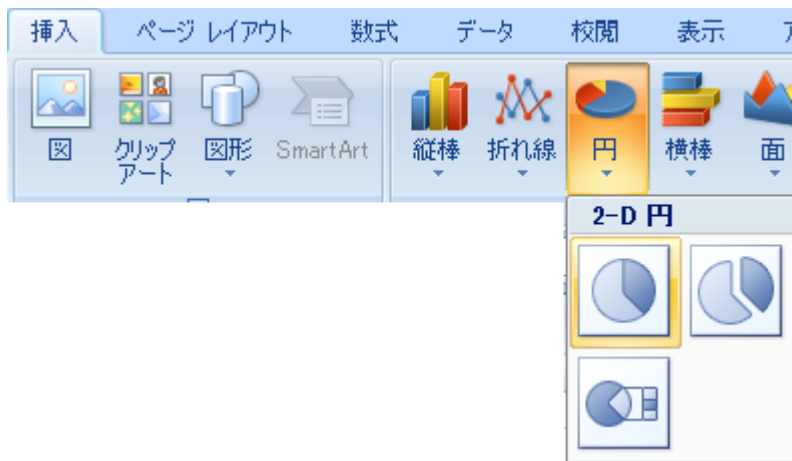 挿入 ページ レイアウト 数式 データ 校閲 表示
図 クリップ 図形 SmartArt 縦棒 折れ線 円 横棒 面
アート
2-D 円